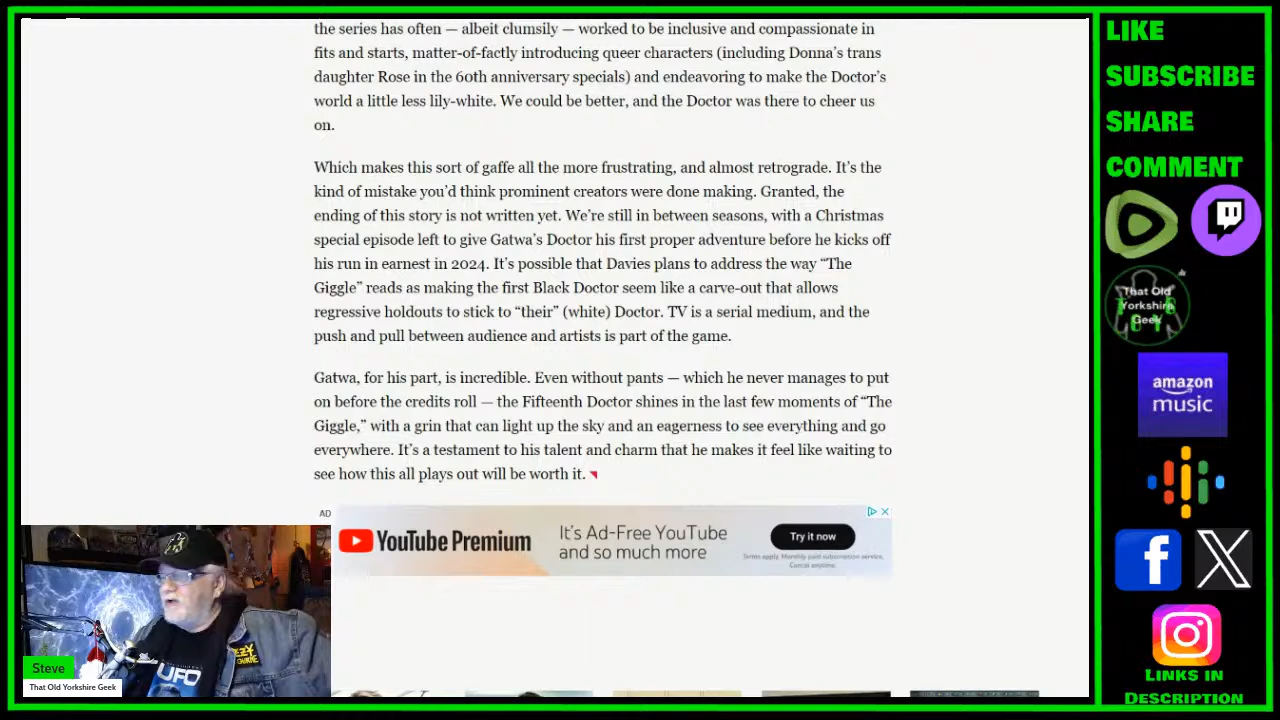 the series has often — albeit clumsily — worked to be inclusive and compassionate in
fits and starts, matter-of-factly introducing queer characters (including Donna’s trans
daughter Rose in the 60th anniversary specials) and endeavoring to make the Doctor’s
world a little less lily-white. We could be better, and the Doctor was there to cheer us
on.
Which makes this sort of gaffe all the more frustrating, and almost retrograde. It’s the
kind of mistake you’d think prominent creators were done making. Granted, the
ending of this story is not written yet. We’re still in between seasons, with a Christmas
special episode left to give Gatwa’s Doctor his first proper adventure before he kicks off
his run in earnest in 2024. It’s possible that Davies plans to address the way “The
Giggle” reads as making the first Black Doctor seem like a carve-out that allows
regressive holdouts to stick to “their” (white) Doctor. TV is a serial medium, and the
push and pull between audience and artists is part of the game.
Gatwa, for his part, is incredible. Even without pants — which he never manages to put
on before the credits roll — the Fifteenth Doctor shines in the last few moments of “The
Giggle,” with a grin that can light up the sky and an eagerness to see everything and go
everywhere. It’s a testament to his talent and charm that he makes it feel like waiting to
see how this all plays out will be worth it.
AD
YouTube Premium
It’s Ad-Free YouTube
and so much more
Try it now
Terms apply. Monthly paid subscription service.
Cancel anytime.
UFO
Steve
That Old Yorkshire Geek
LIKE
SUBSCRIBE
SHARE
COMMENT
That Old
Yorkshire
Geek
amazon
music
LINKS IN
DESCRIPTION